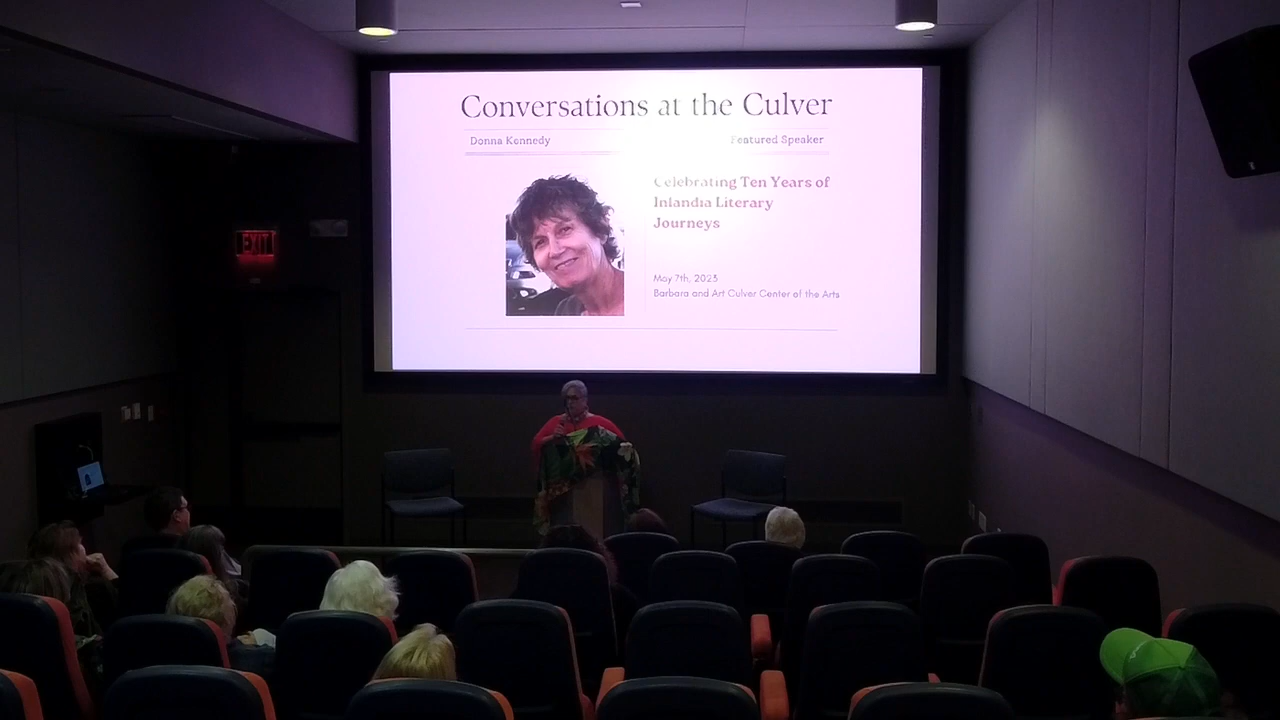 Conversations at the Culver
Donna Kennedy
Featured Speaker
Celebrating Ten Years of
Inlandia Literary
Journeys
May 7th, 2023
Barbara and Art Culver Center of the Arts
EXIT